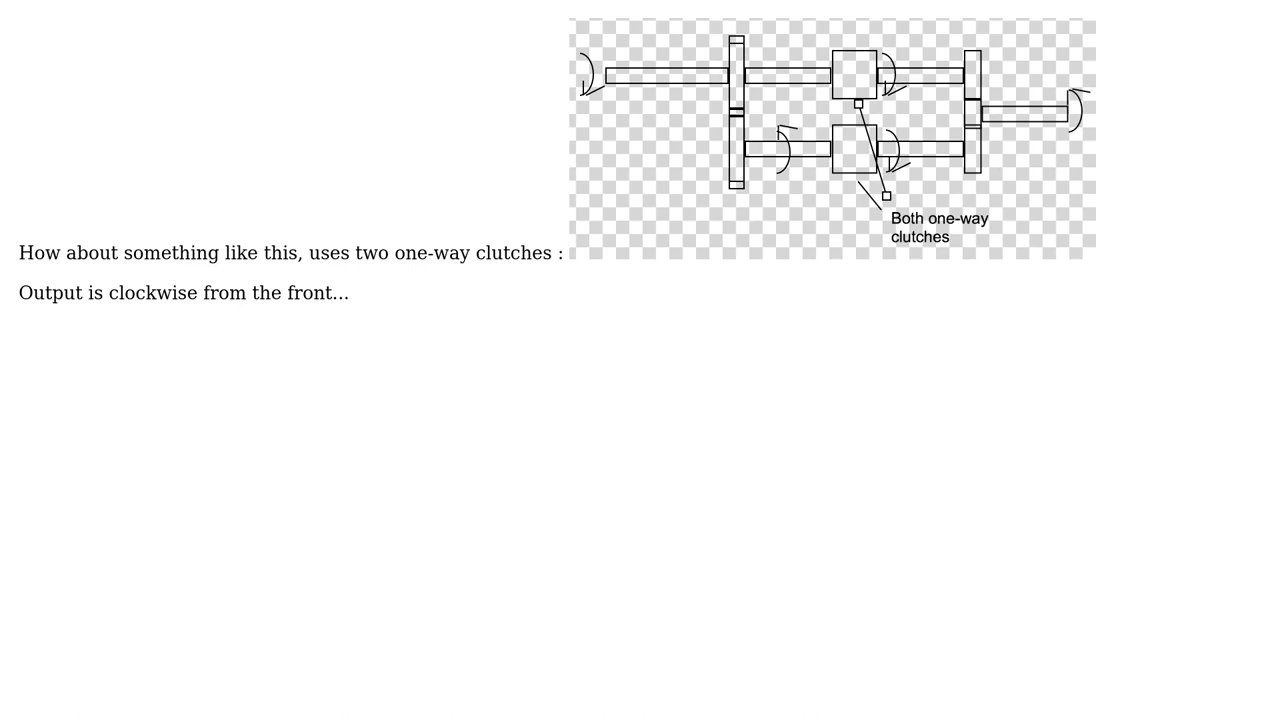 Both one-way
clutches
How about something like this, uses two one-way clutches :
Output is clockwise from the front...